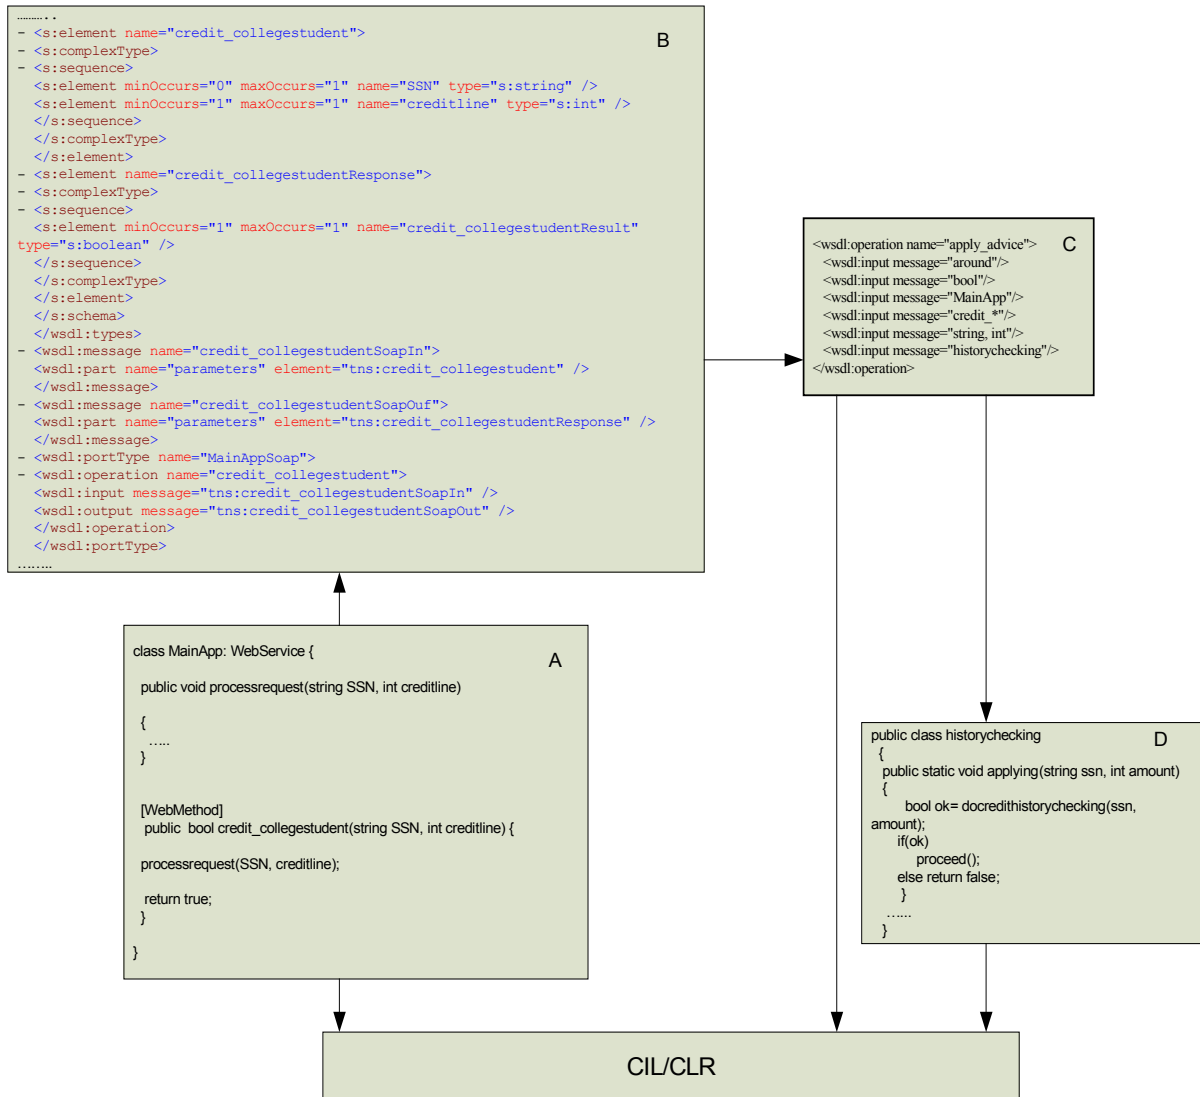 ………..
B
- <s:element name="credit_collegestudent">
- <s:complexType>
- <s:sequence>
<s:element minOccurs="0" maxOccurs="1" name="SSN" type="s:string" />
<s:element minOccurs="1" maxOccurs="1" name="creditline" type="s:int" />
</s:sequence>
</s:complexType>
</s:element>
- <s:element name="credit_collegestudentResponse">
- <s:complexType>
- <s:sequence>
<s:element minOccurs="1" maxOccurs="1" name="credit_collegestudentResult"
type="s:boolean" />
</s:sequence>
</s:complexType>
</s:element>
</s:schema>
</wsdl:types>
- <wsdl:message name="credit_collegestudentSoapIn">
<wsdl:part name="parameters" element="tns:credit_collegestudent" />
</wsdl:message>
- <wsdl:message name="credit_collegestudentSoapOuf">
<wsdl:part name="parameters" element="tns:credit_collegestudentResponse" />
</wsdl:message>
- <wsdl:portType name="MainAppSoap">
- <wsdl:operation name="credit_collegestudent">
<wsdl:input message="tns:credit_collegestudentSoapIn" />
<wsdl:output message="tns:credit_collegestudentSoapOut" />
</wsdl:operation>
</wsdl:portType>
……..
C
<wsdl:operation name="apply_advice">
<wsdl:input message="around"/>
<wsdl:input message="bool"/>
<wsdl:input message="MainApp"/>
<wsdl:input message="credit_*"/>
<wsdl:input message="string, int"/>
<wsdl:input message="historychecking"/>
</wsdl:operation>
A
class MainApp: WebService {
public void processrequest(string SSN, int creditline)
{
…..
}
[WebMethod]
public bool credit_collegestudent(string SSN, int creditline) {
processrequest(SSN, creditline);
return true;
}
}
D
public class historychecking
{
public static void applying(string ssn, int amount)
{
bool ok= docredithistorychecking(ssn,
amount);
if(ok)
proceed();
else return false;
}
…...
}
CIL/CLR